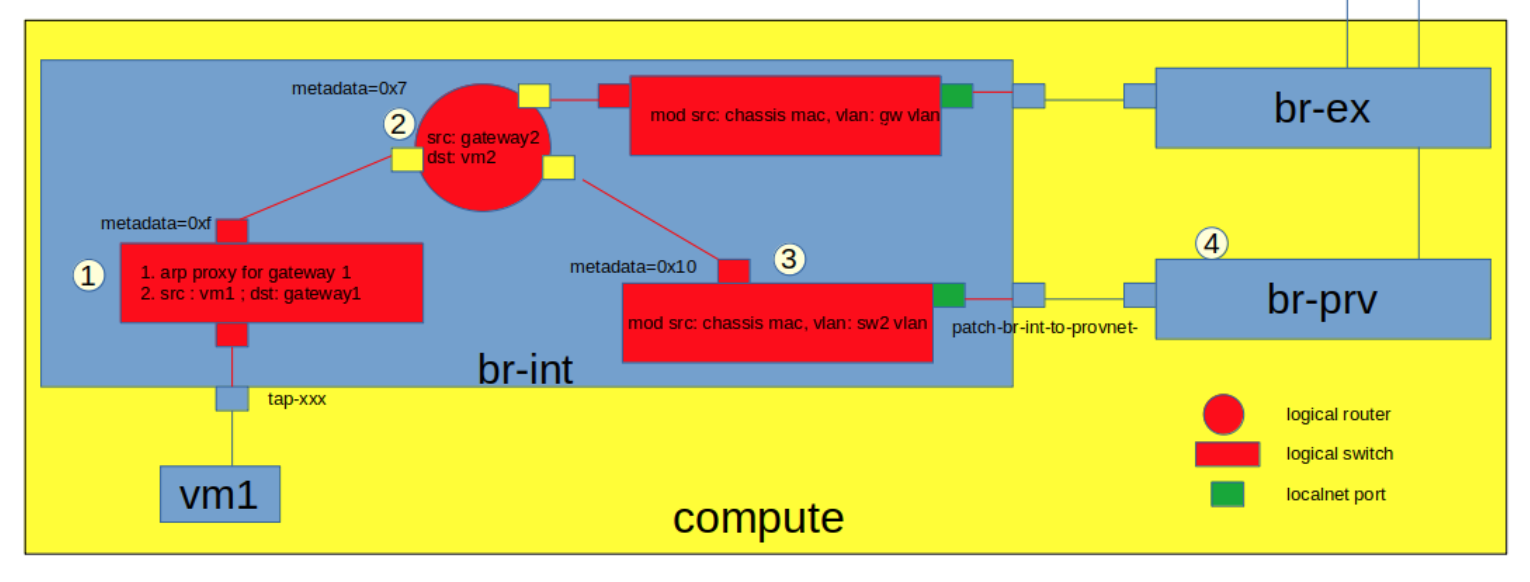 metadata=0x7
2
src: gateway2
dst: vm2
mod src: chassis mac, vlan: gw vlan
br-ex
metadata=0xf
1
1. arp proxy for gateway 1
2. src : vm1 ; dst: gateway1
metadata=0x10
3
mod src: chassis mac, vlan: sw2 vlan
patch-br-int-to-provnet-
4
br-prv
br-int
tap-xxx
vm1
compute
logical router
logical switch
localnet port